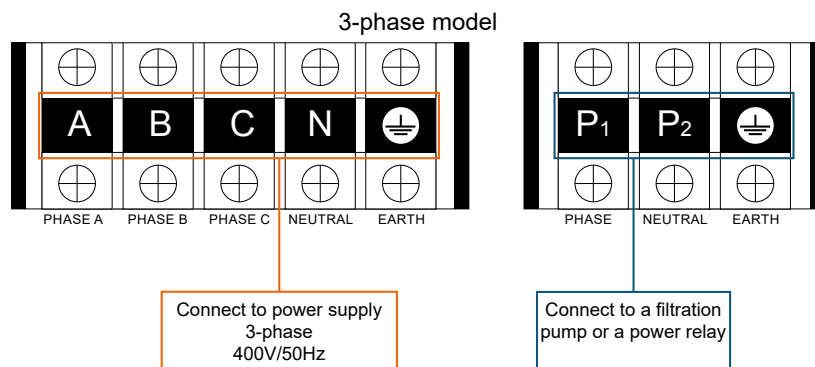 3-phase model
A B C N
P1 P2
PHASE A PHASE B PHASE C NEUTRAL EARTH
PHASE NEUTRAL EARTH
Connect to power supply
3-phase
400V/50Hz
Connect to a filtration
pump or a power relay